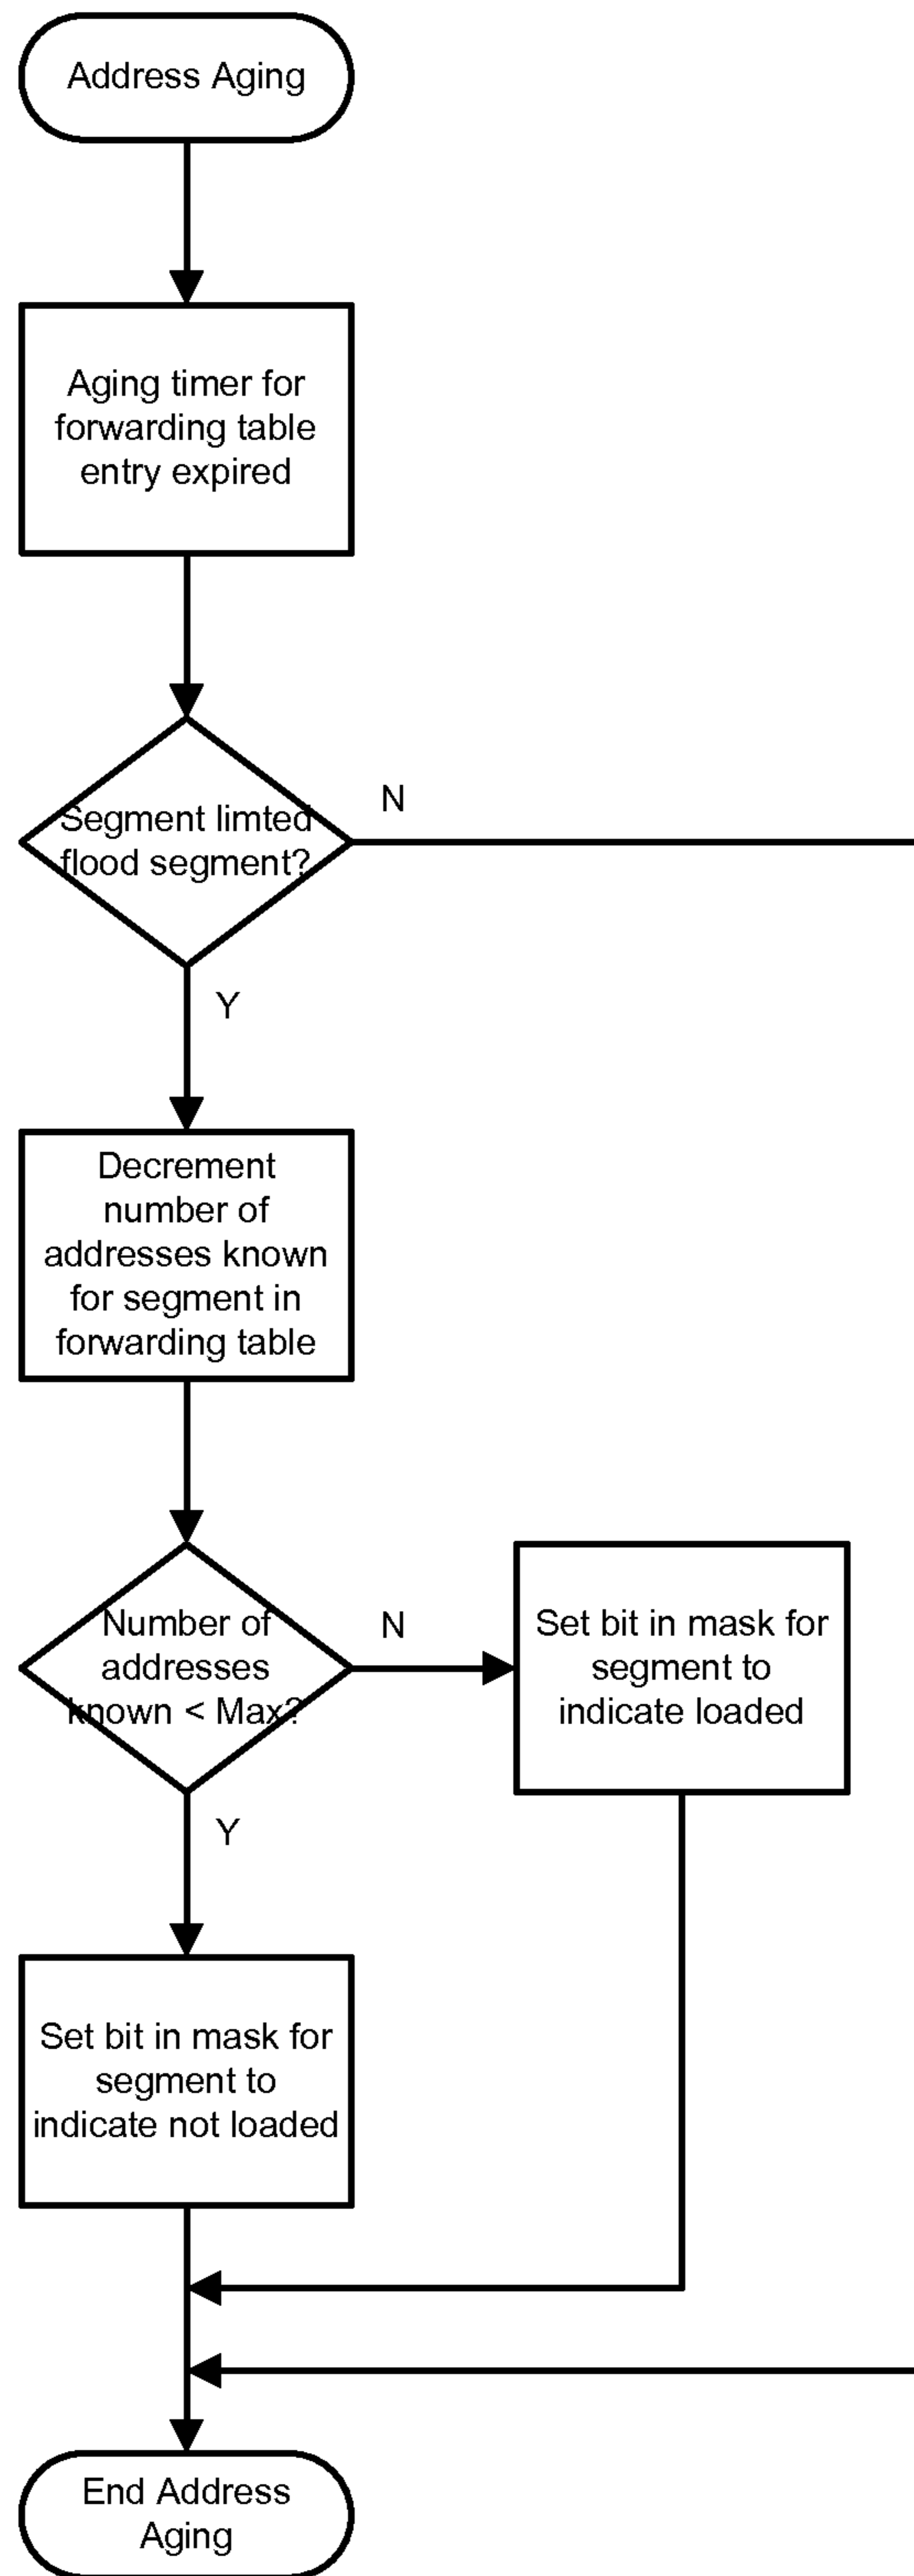 Address Aging
Aging timer for
forwarding table
entry expired
Segment limted
flood segment?
N
Y
Decrement
number of
addresses known
for segment in
forwarding table
Number of
addresses
known < Max?
N
Set bit in mask for
segment to
indicate loaded
Y
Set bit in mask for
segment to
indicate not loaded
End Address
Aging